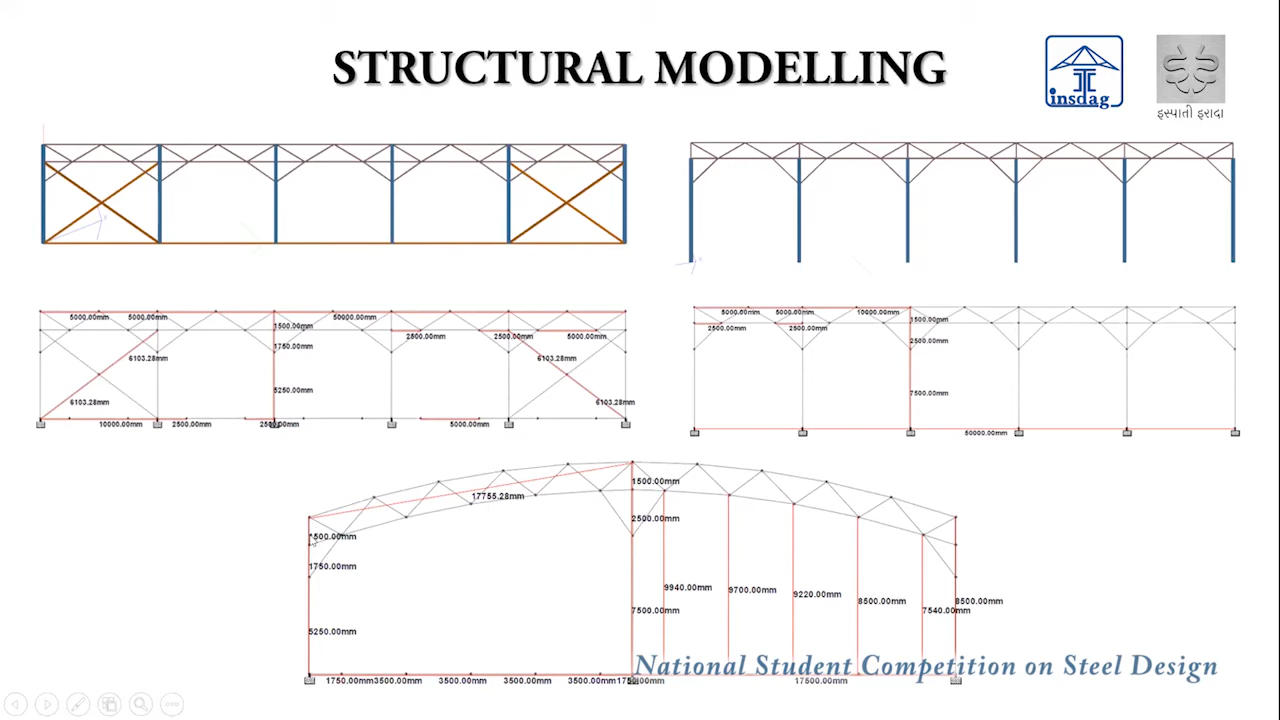 STRUCTURAL MODELLING
insdag
इस्पाती इरादा
5000.00mm 5000.00mm 50000.00mm
1500.00mm
2500.00mm 2500.00mm 5000.00mm
1750.00mm
6103.28mm 6103.28mm
5250.00mm
6103.28mm 6103.28mm
10000.00mm 2500.00mm 5000.00mm
5000.00mm 5000.00mm 10000.00mm
1500.00mm
2500.00mm 2500.00mm
2500.00mm
7500.00mm
50000.00mm
17755.28mm
1500.00mm
2500.00mm
1750.00mm
9940.00mm 9700.00mm 9220.00mm 8500.00mm 8500.00mm
7500.00mm 7540.00mm
5250.00mm
National Student Competition on Steel Design
1750.00mm 3500.00mm 3500.00mm 3500.00mm 3500.00mm 17500.00mm